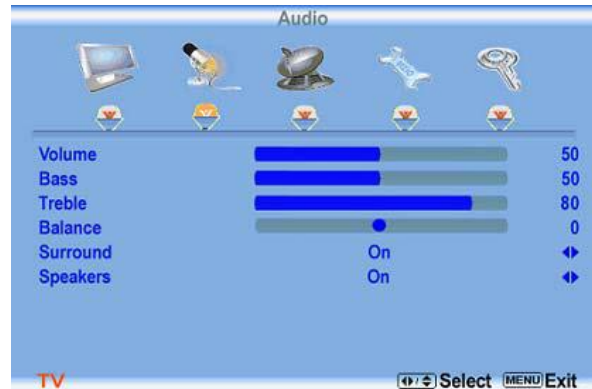 Audio
Volume 50
Bass 50
Treble 80
Balance 0
Surround On
Speakers On
TV Select MENU Exit